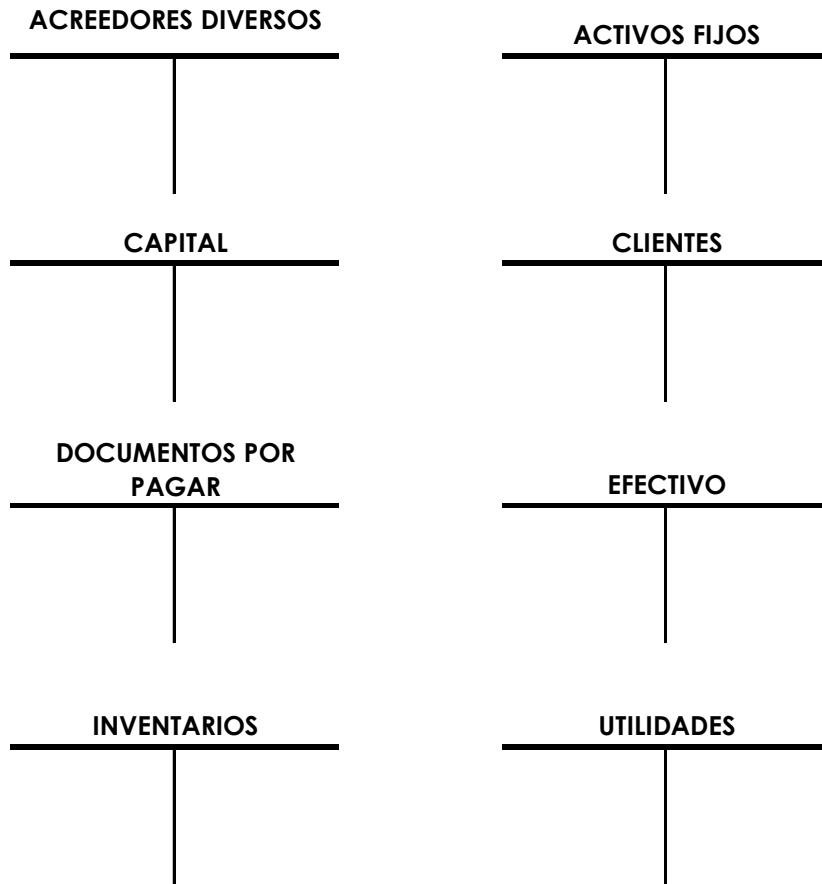 ACREEDORES DIVERSOS
ACTIVOS FIJOS
CAPITAL
CLIENTES
DOCUMENTOS POR
PAGAR
EFECTIVO
INVENTARIOS
UTILIDADES